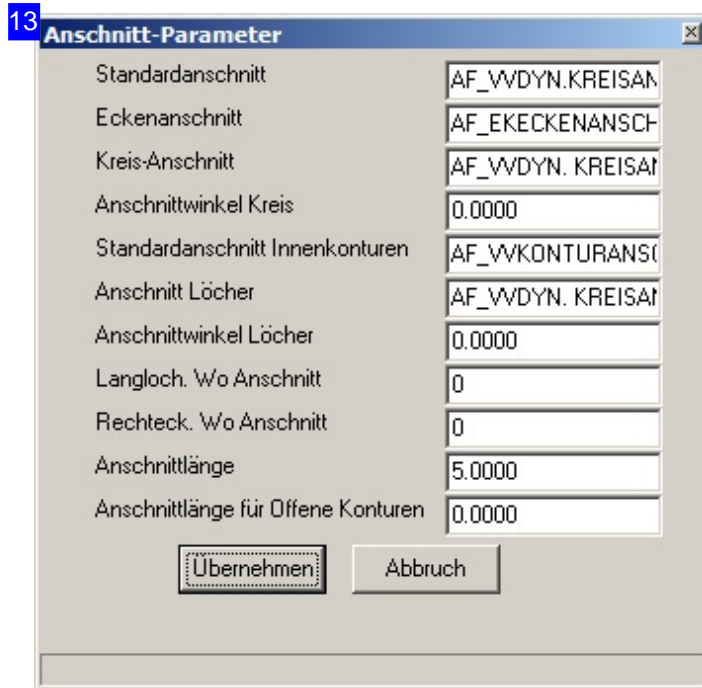 13
Anschnitt-Parameter
Standardanschnitt AF_VVDYN.KREISAN
Eckenanschnitt AF_EKECKENANSCH
Kreis-Anschnitt AF_VVDYN. KREISAN
Anschnittwinkel Kreis 0.0000
Standardanschnitt Innenkonturen AF_VVKONTURANSC
Anschnitt Löcher AF_VVDYN. KREISAN
Anschnittwinkel Löcher 0.0000
Langloch. Wo Anschnitt 0
Rechteck. Wo Anschnitt 0
Anschnittlänge 5.0000
Anschnittlänge für Offene Konturen 0.0000
Übernehmen Abbruch